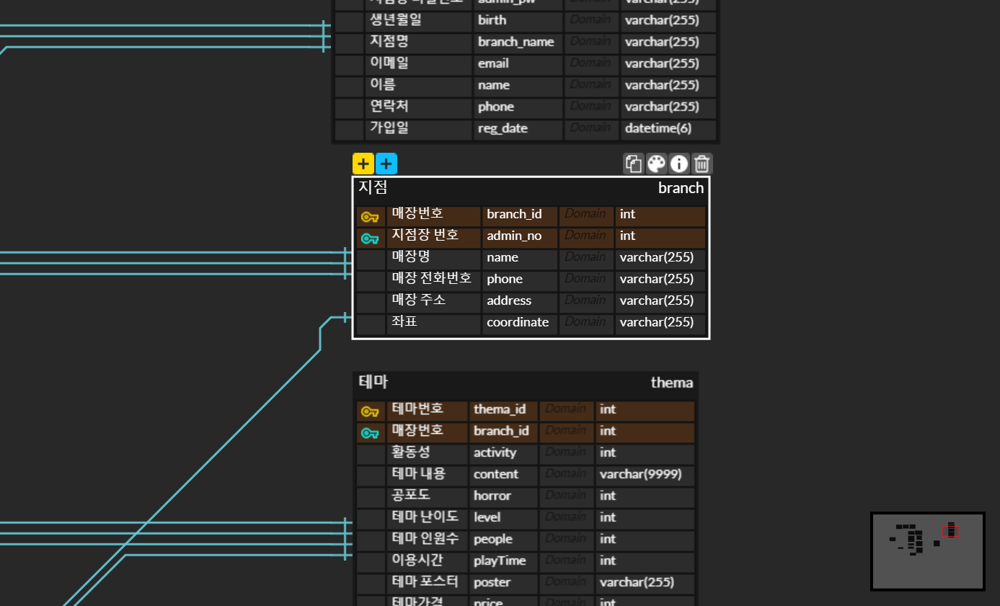 지점장 비밀번호 admin_pw Domain varchar(255)
생년월일 birth Domain varchar(255)
지점명 branch_name Domain varchar(255)
이메일 email Domain varchar(255)
이름 name Domain varchar(255)
연락처 phone Domain varchar(255)
가입일 reg_date Domain datetime(6)
지점 branch
매장번호 branch_id Domain int
지점장 번호 admin_no Domain int
매장명 name Domain varchar(255)
매장 전화번호 phone Domain varchar(255)
매장 주소 address Domain varchar(255)
좌표 coordinate Domain varchar(255)
테마 thema
테마번호 thema_id Domain int
매장번호 branch_id Domain int
활동성 activity Domain int
테마 내용 content Domain varchar(9999)
공포도 horror Domain int
테마 난이도 level Domain int
테마 인원수 people Domain int
이용시간 playTime Domain int
테마 포스터 poster Domain varchar(255)
테마가격 price Domain int